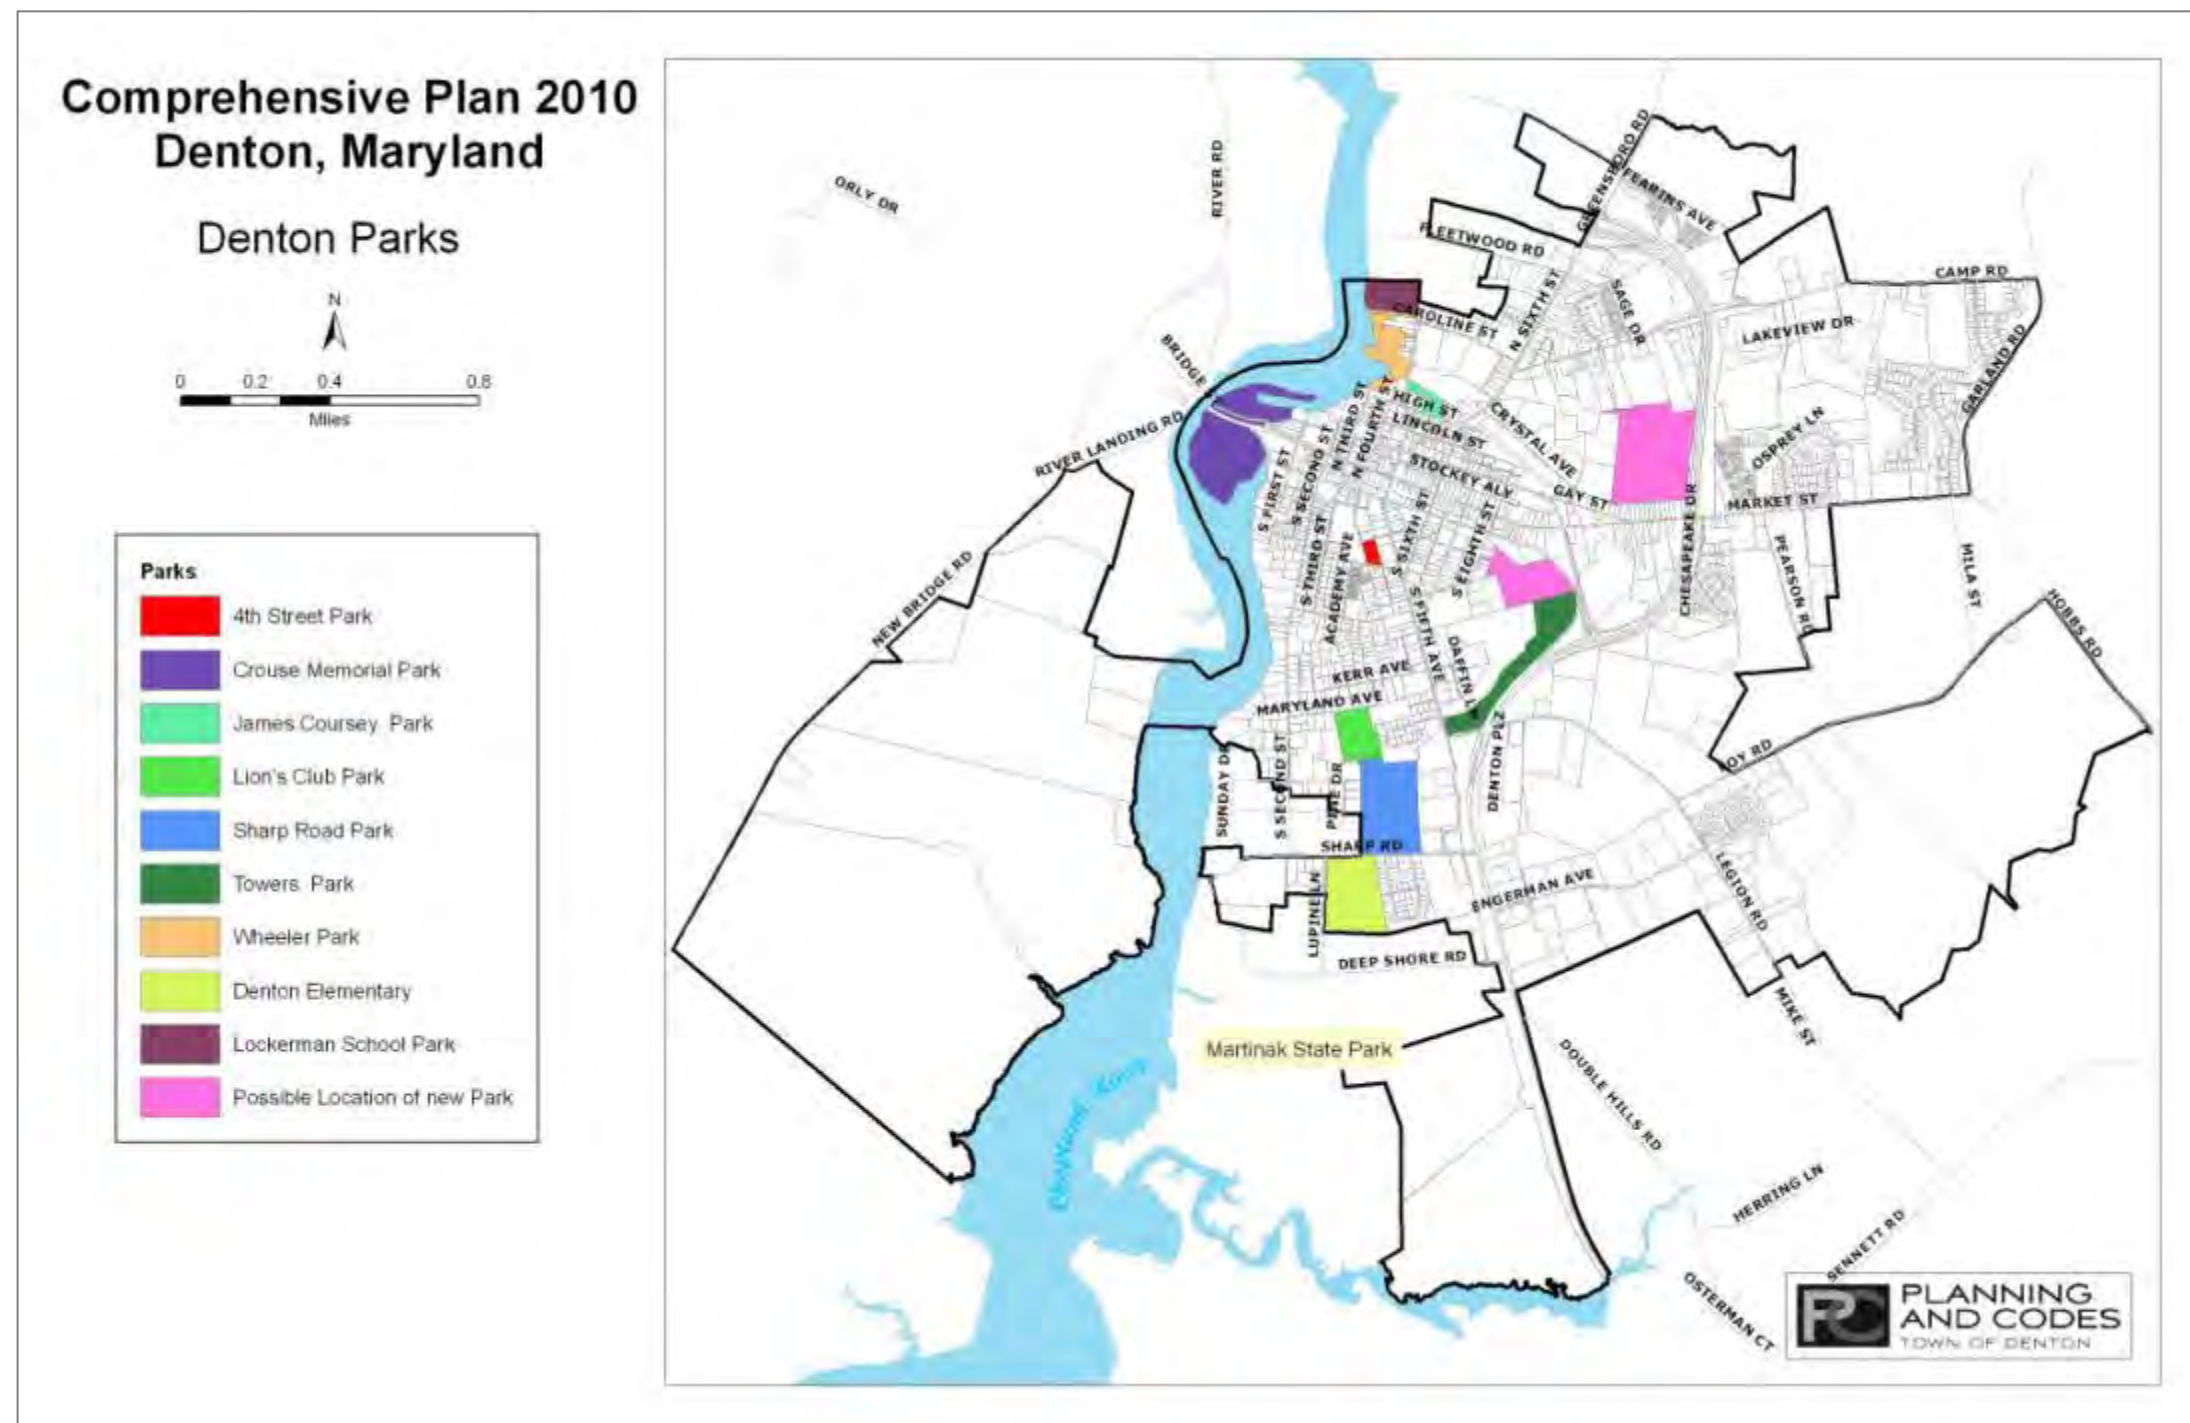 Comprehensive Plan 2010
Denton, Maryland
Denton Parks
N
0 0.2 0.4 0.8
Miles
Parks
4th Street Park
Crouse Memorial Park
James Coursey Park
Lion's Club Park
Sharp Road Park
Towers Park
Wheeler Park
Denton Elementary
Lockerman School Park
Possible Location of new Park
ORLY DR
RIVER RD
GREENSBORO RD
FEARINS AVE
FLEETWOOD RD
CAMP RD
N SIXTH ST
SAGE DR
CAROLINE ST
LAKEVIEW DR
GARLAND RD
BRIDGE
RIVER LANDING RD
HIGH ST
LINCOLN ST
CRYSTAL AVE
N THIRD ST
N FOURTH ST
OSPREY LN
STOCKEY ALY
GAY ST
MARKET ST
S FIRST ST
S SECOND ST
S THIRD ST
ACADEMY AVE
S SIXTH ST
S EIGHTH ST
CHESAPEAKE DR
PEARSON RD
MILA ST
HOBBS RD
NEW BRIDGE RD
S FIFTH AVE
DAFFIN L
KERR AVE
MARYLAND AVE
DENTON PLZ
FOY RD
SUNDAY DR
S SECOND ST
PINE DR
SHARP RD
LUPINE LN
ENGERMAN AVE
LEGION RD
DEEP SHORE RD
MIKE ST
Martinak State Park
DOUBLE HILLS RD
Choptank River
HERRING LN
SENNETT RD
OSTERMAN CT
PC
PLANNING
AND CODES
TOWN OF DENTON